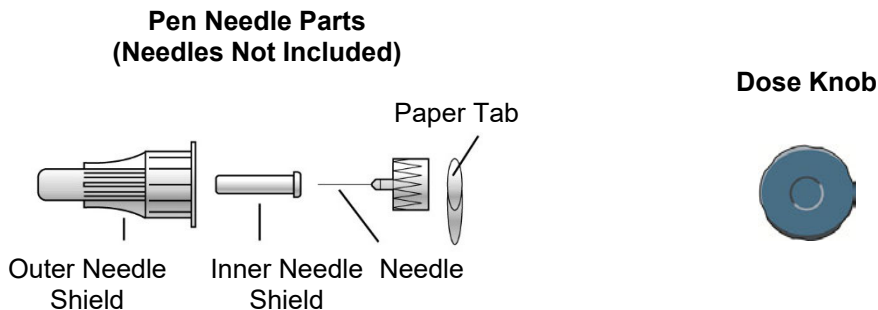 Pen Needle Parts
(Needles Not Included)
Dose Knob
Paper Tab
Outer Needle
Shield
Inner Needle
Shield
Needle